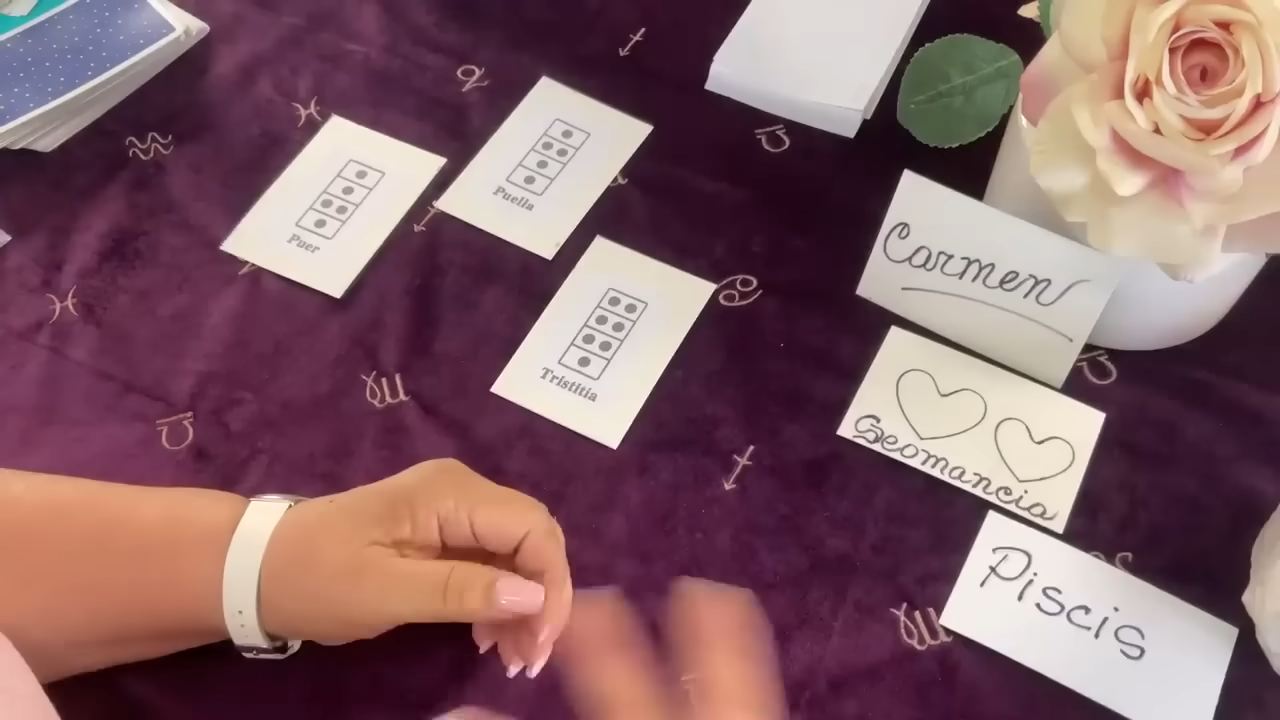 Puer
Puella
Tristitia
Carmen
Geomancia
Piscis